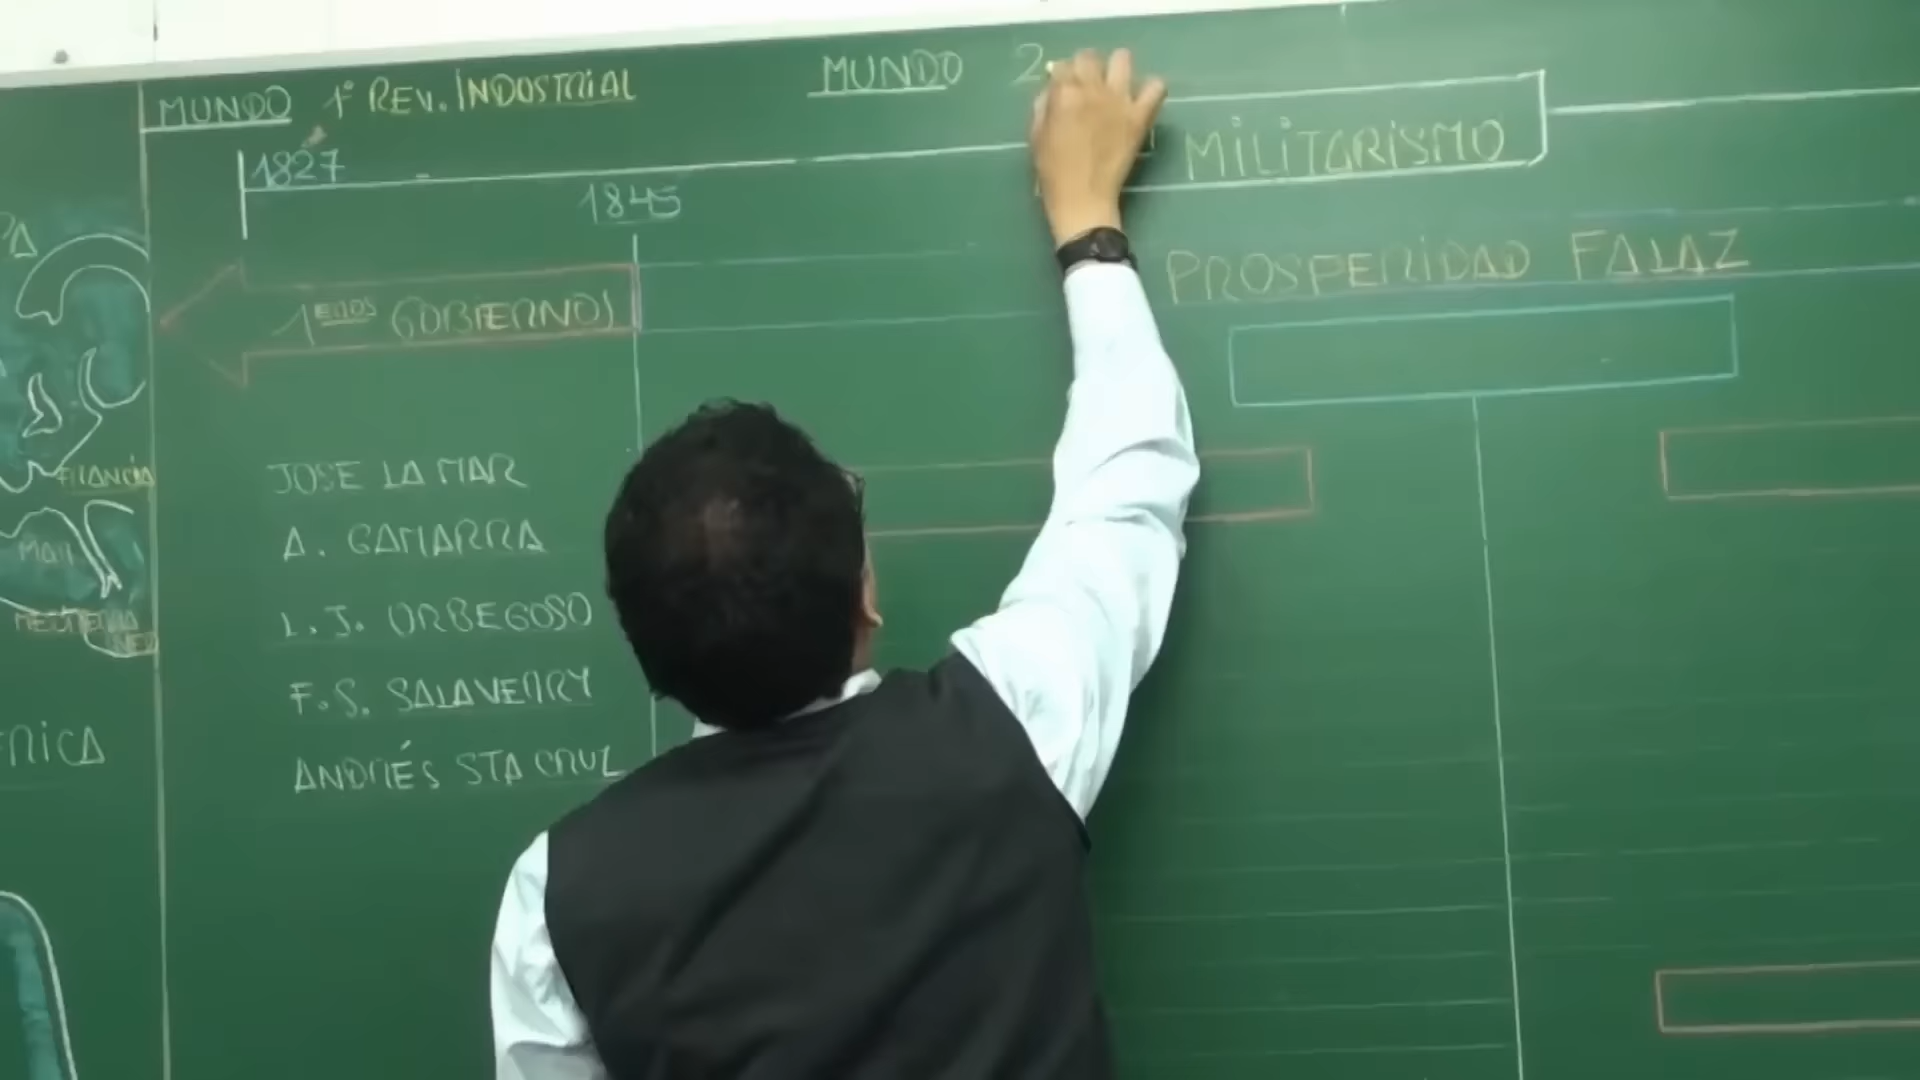 MUNDO 1° REV. INDUSTRIAL
MUNDO 2
1827
MILITARISMO
1845
PROSPERIDAD FALAZ
1EROS GOBIERNOS
JOSE LA MAR
FRANCIA
A. GAMARRA
MAR
L. J. ORBEGOSO
F. S. SALAVERRY
ANDRÉS STA CRUZ